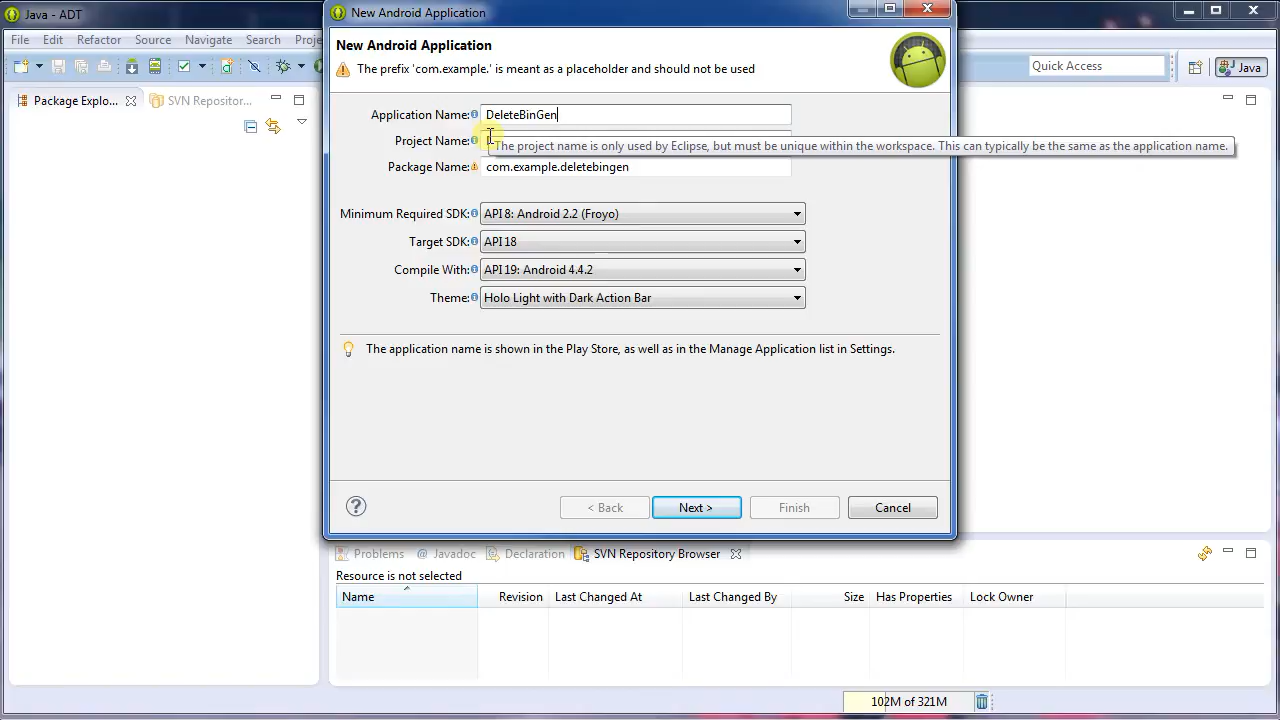 Java - ADT
New Android Application
File Edit Refactor Source Navigate Search
New Android Application
The prefix 'com.example.' is meant as a placeholder and should not be used
Quick Access
Java
Package Explo...
SVN Repositor...
Application Name: DeleteBinGen
Project Name:
The project name is only used by Eclipse, but must be unique within the workspace. This can typically be the same as the application name.
Package Name: com.example.deletebingen
Minimum Required SDK: API 8: Android 2.2 (Froyo)
Target SDK: API 18
Compile With: API 19: Android 4.4.2
Theme: Holo Light with Dark Action Bar
The application name is shown in the Play Store, as well as in the Manage Application list in Settings.
< Back Next > Finish Cancel
Problems @ Javadoc Declaration SVN Repository Browser
Resource is not selected
Name Revision Last Changed At Last Changed By Size Has Properties Lock Owner
102M of 321M